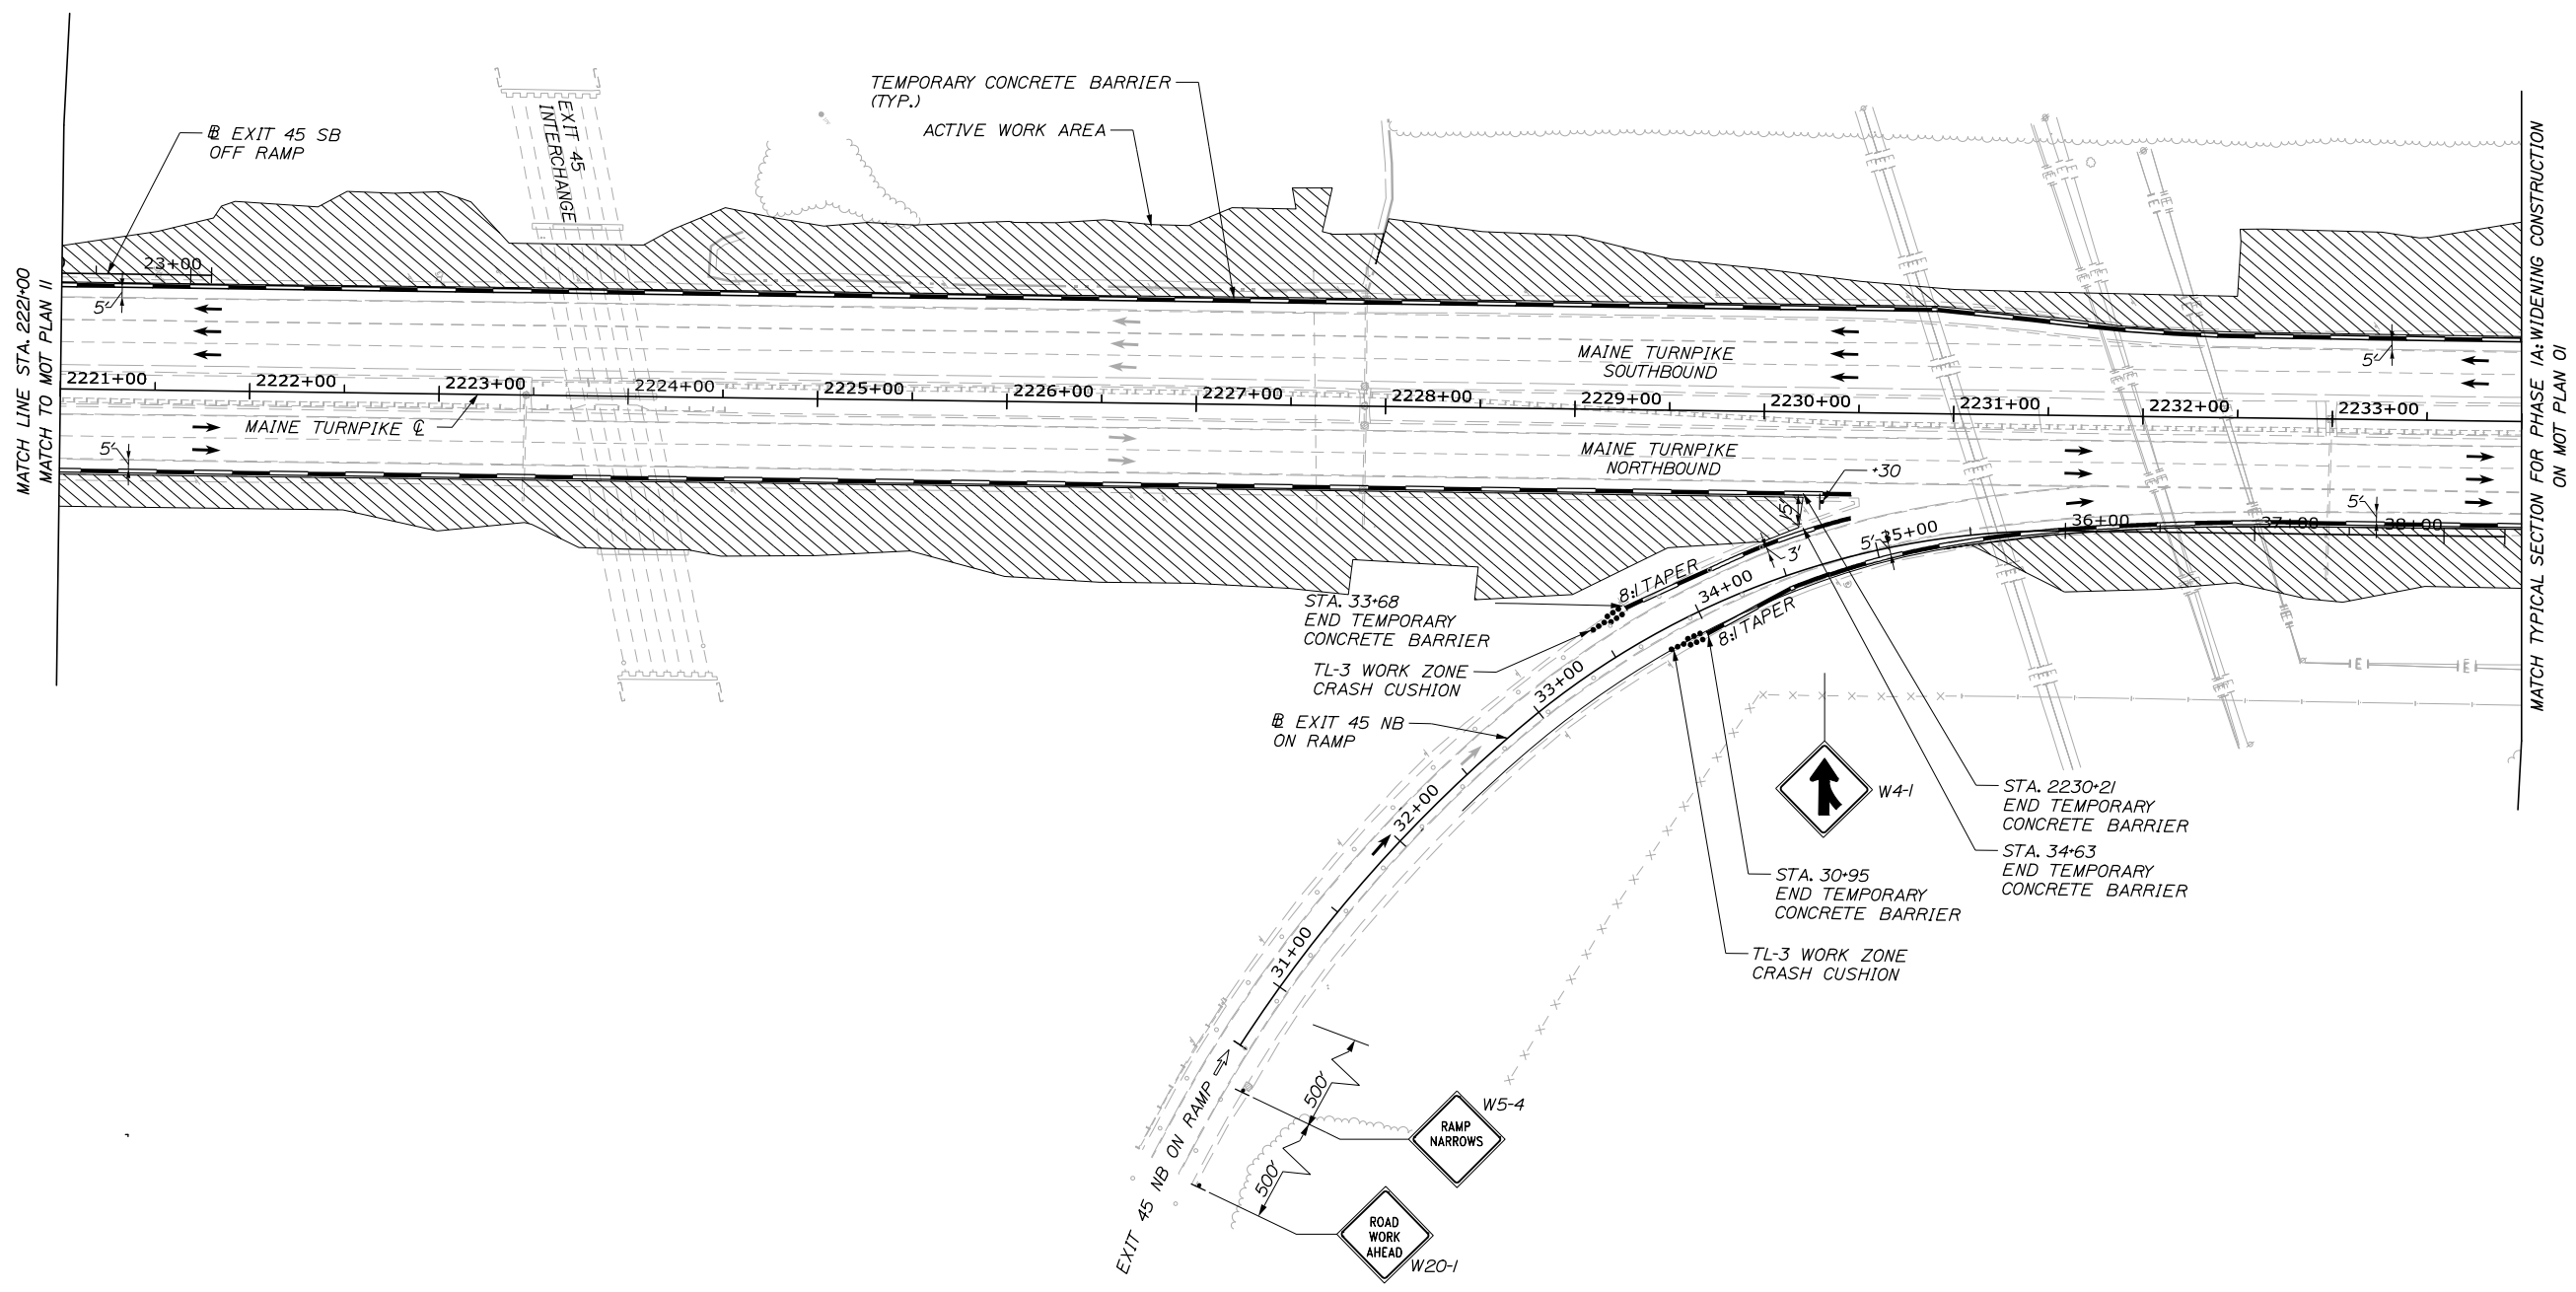 TEMPORARY CONCRETE BARRIER
(TYP.)
ACTIVE WORK AREA
℄ EXIT 45 SB
OFF RAMP
EXIT 45
INTERCHANGE
23+00
5'
MATCH LINE STA. 2221+00
MATCH TO MOT PLAN 11
2221+00
2222+00
2223+00
2224+00
2225+00
2226+00
2227+00
2228+00
2229+00
2230+00
2231+00
2232+00
2233+00
MAINE TURNPIKE
SOUTHBOUND
5'
MAINE TURNPIKE ℄
5'
MAINE TURNPIKE
NORTHBOUND
+30
5'
36+00
37+00
38+00
5'
35+00
5'
3'
34+00
8:1 TAPER
8:1 TAPER
STA. 33+68
END TEMPORARY
CONCRETE BARRIER
TL-3 WORK ZONE
CRASH CUSHION
33+00
℄ EXIT 45 NB
ON RAMP
32+00
31+00
W4-1
STA. 2230+21
END TEMPORARY
CONCRETE BARRIER
STA. 34+63
END TEMPORARY
CONCRETE BARRIER
STA. 30+95
END TEMPORARY
CONCRETE BARRIER
TL-3 WORK ZONE
CRASH CUSHION
EXIT 45 NB ON RAMP
500'
500'
RAMP
NARROWS
W5-4
ROAD
WORK
AHEAD
W20-1
E
E
E
MATCH TYPICAL SECTION FOR PHASE 1A: WIDENING CONSTRUCTION
ON MOT PLAN 01